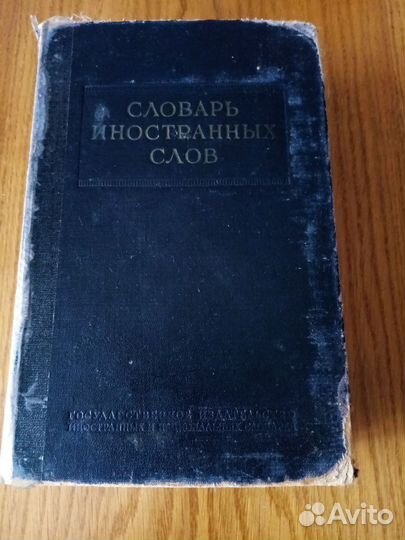 СЛОВАРЬ
ИНОСТРАННЫХ
СЛОВ
ГОСУДАРСТВЕННОЕ ИЗДАТЕЛЬСТВО
ИНОСТРАННЫХ И НАЦИОНАЛЬНЫХ СЛОВАРЕЙ
Avito